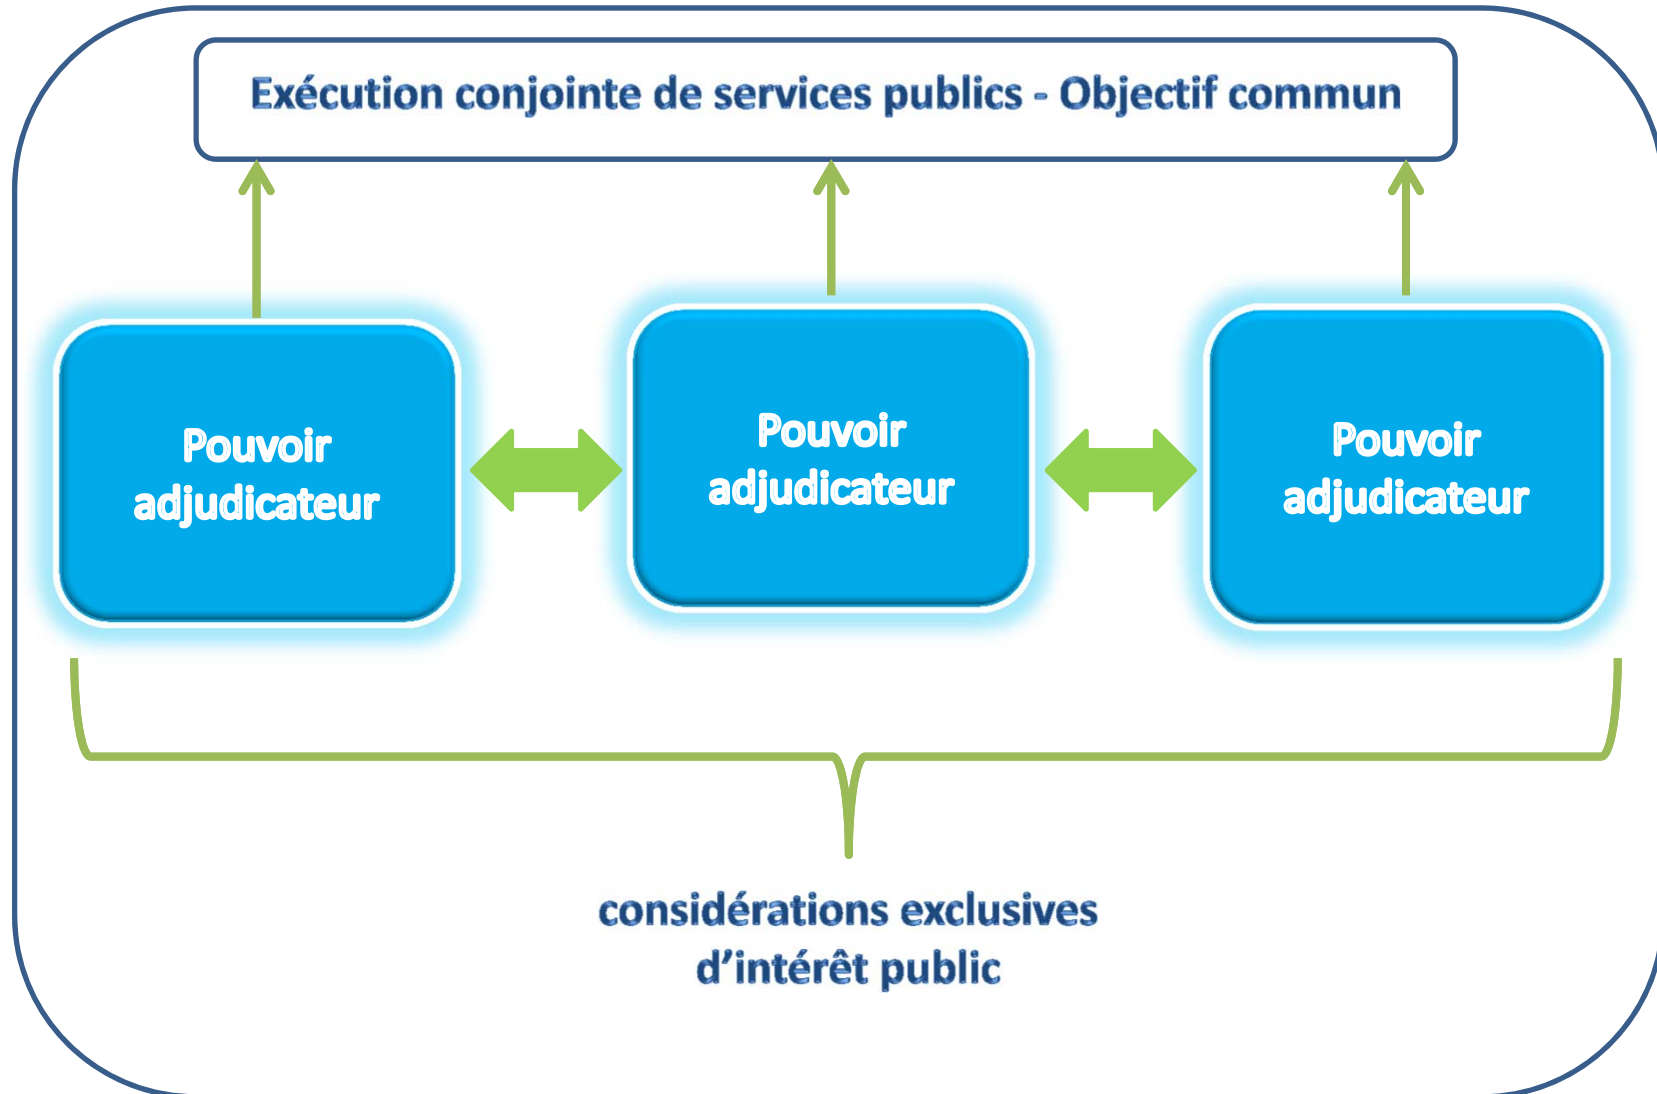 Exécution conjointe de services publics - Objectif commun
Pouvoir
adjudicateur
Pouvoir
adjudicateur
Pouvoir
adjudicateur
considérations exclusives
d’intérêt public